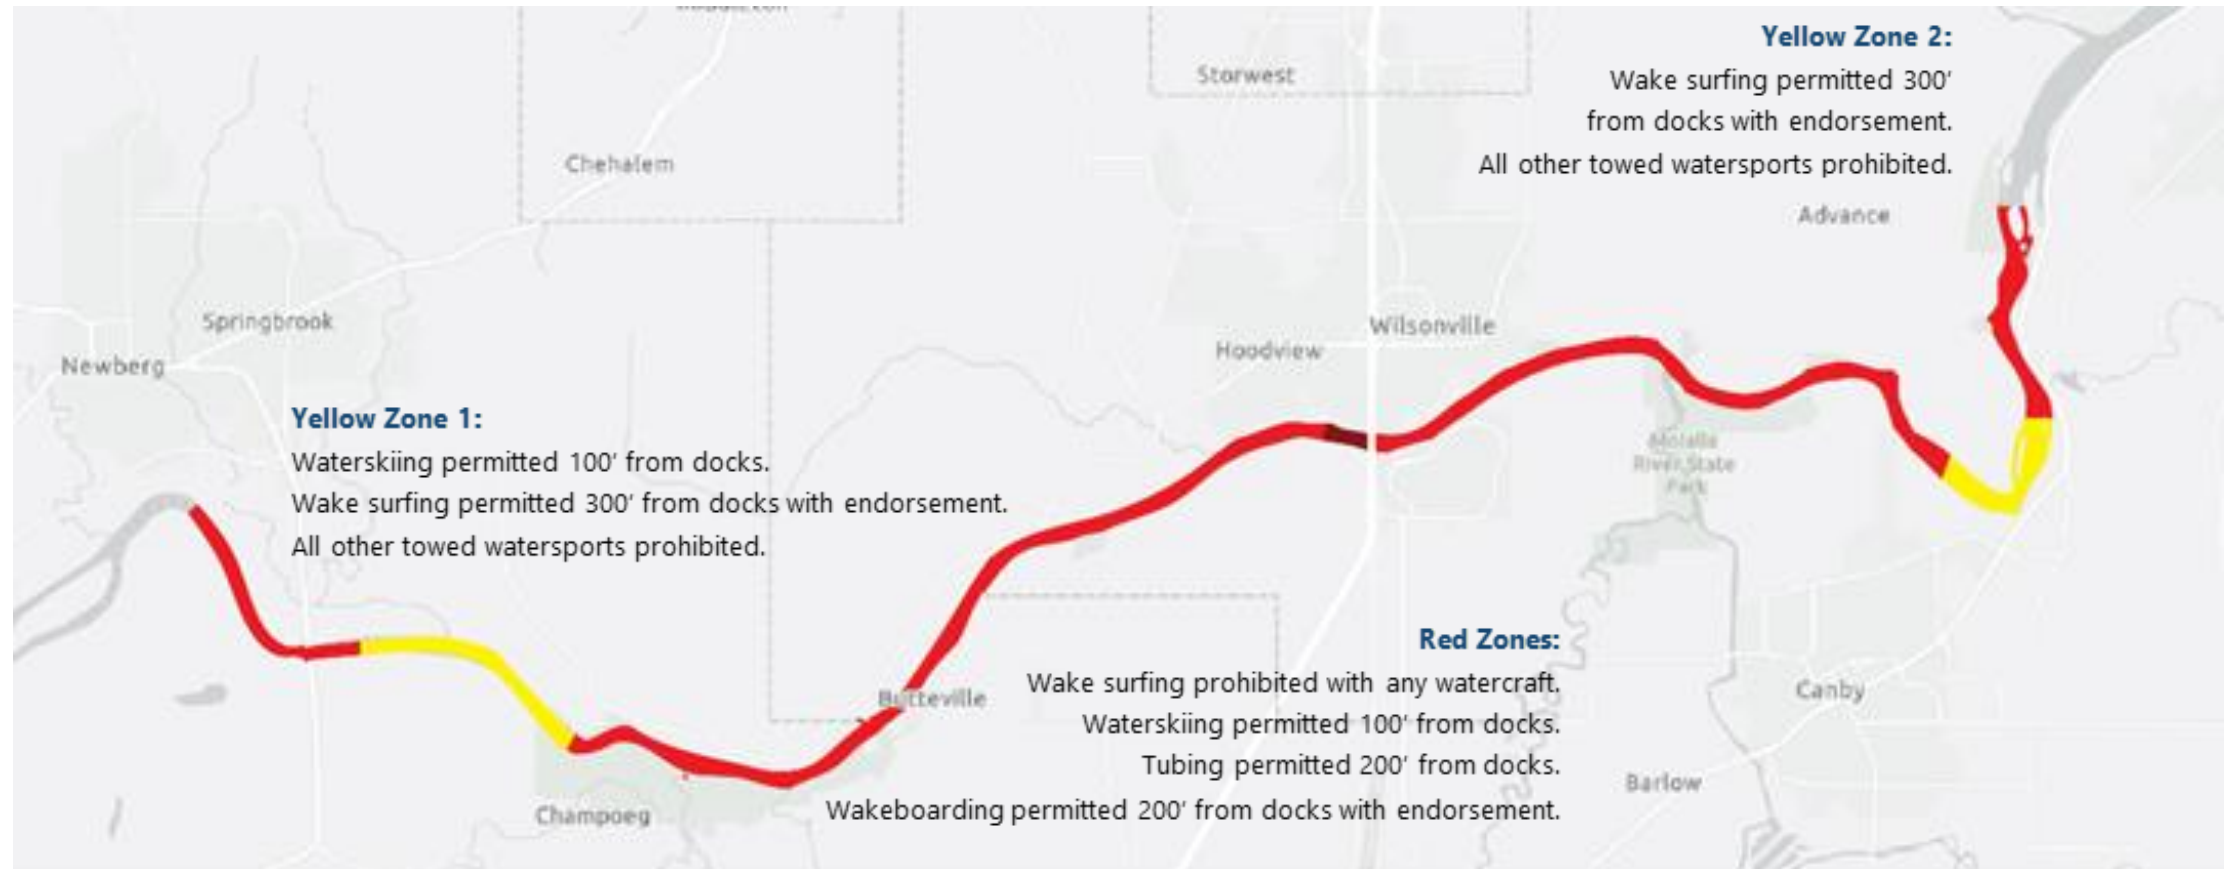 Storwest
Yellow Zone 2:
Wake surfing permitted 300'
from docks with endorsement.
All other towed watersports prohibited.
Chehalem
Advance
Springbrook
Wilsonville
Hoodview
Newberg
Yellow Zone 1:
Waterskiing permitted 100' from docks.
Wake surfing permitted 300' from docks with endorsement.
All other towed watersports prohibited.
Molalla
River State
Park
Butteville
Red Zones:
Wake surfing prohibited with any watercraft.
Waterskiing permitted 100' from docks.
Tubing permitted 200' from docks.
Wakeboarding permitted 200' from docks with endorsement.
Canby
Barlow
Champoeg